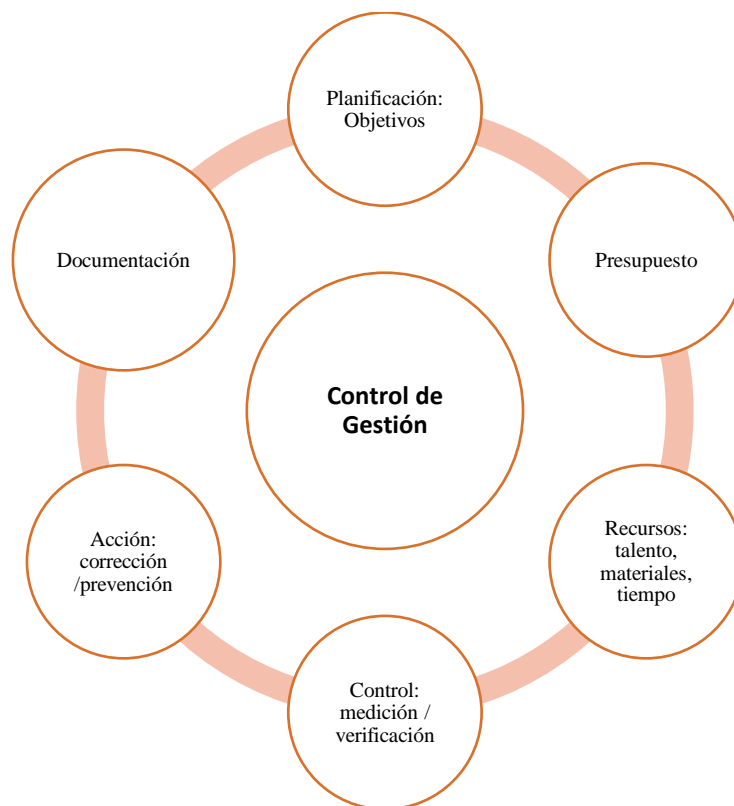 Planificación:
Objetivos
Presupuesto
Recursos:
talento,
materiales,
tiempo
Control:
medición /
verificación
Acción:
corrección
/prevención
Documentación
Control de
Gestión